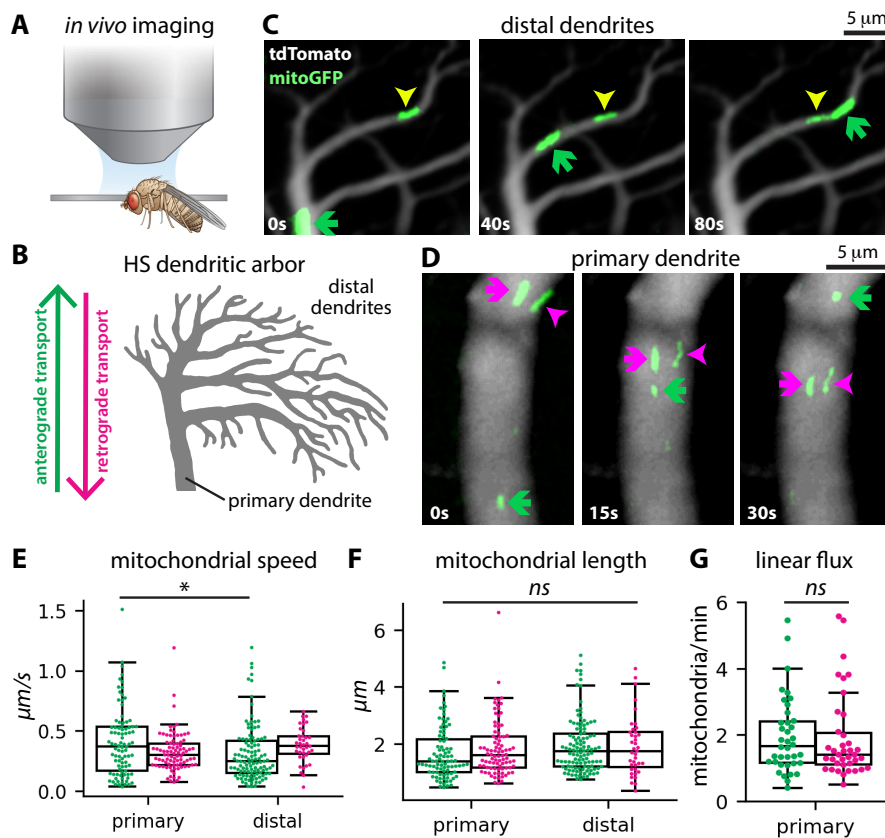 A
in vivo imaging
C
distal dendrites
5 μm
tdTomato
mitoGFP
0s
40s
80s
B
HS dendritic arbor
distal
dendrites
anterograde transport
retrograde transport
primary dendrite
D
primary dendrite
5 μm
0s
15s
30s
E
mitochondrial speed
*
μm/s
1.5
1.0
0.5
0.0
primary
distal
F
mitochondrial length
ns
μm
6
4
2
primary
distal
G
linear flux
ns
mitochondria/min
6
4
2
0
primary